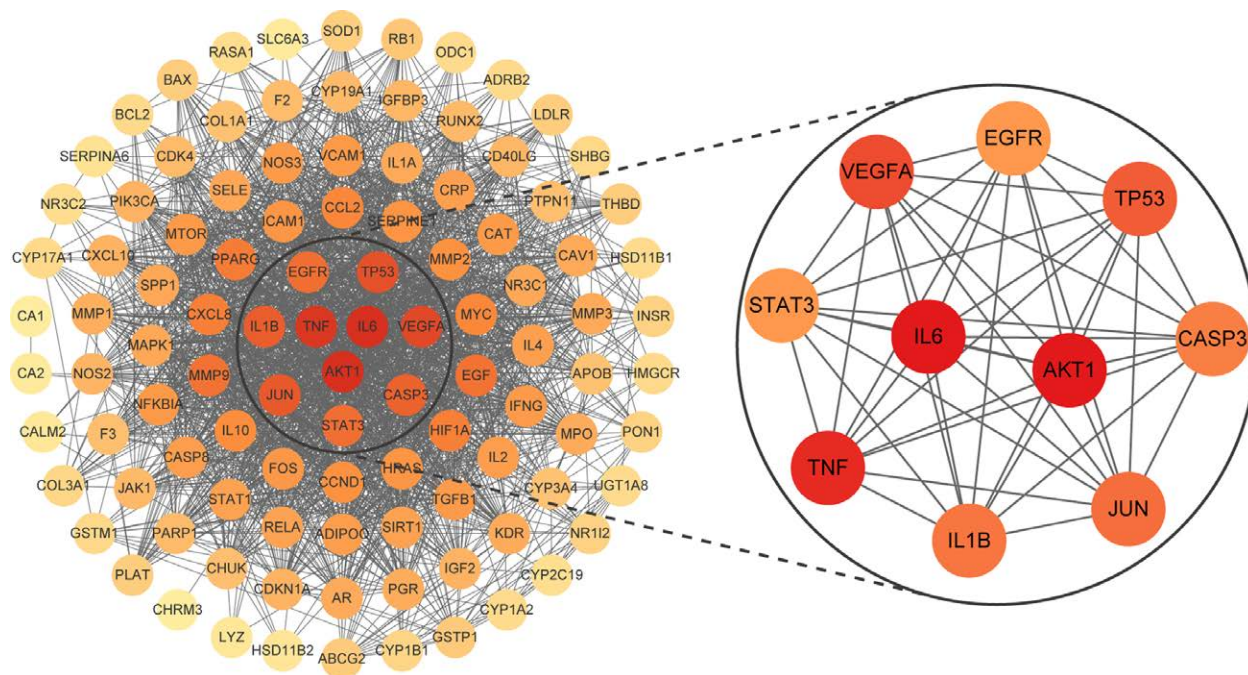 SLC6A3
SOD1
RB1
RASA1
ODC1
BAX
F2
CYP19A1
IGFBP3
ADRB2
BCL2
COL1A1
RUNX2
LDLR
SERPINA6
CDK4
NOS3
VCAM1
IL1A
CD40LG
SHBG
NR3C2
PIK3CA
SELE
CRP
PTPN11
THBD
ICAM1
CCL2
SERPINE1
CYP17A1
CXCL10
MTOR
PPARG
MMP2
CAT
CAV1
HSD11B1
EGFR
TP53
SPP1
NR3C1
CA1
MMP1
CXCL8
IL1B
TNF
IL6
VEGFA
MYC
MMP3
INSR
MAPK1
IL4
CA2
NOS2
MMP9
AKT1
EGF
APOB
HMGCR
NFKBIA
JUN
CASP3
IFNG
CALM2
F3
IL10
STAT3
HIF1A
MPO
PON1
CASP8
FOS
CCND1
HRAS
IL2
COL3A1
JAK1
STAT1
TGFB1
CYP3A4
UGT1A8
GSTM1
PARP1
RELA
ADIPOQ
SIRT1
KDR
NR1I2
PLAT
CHUK
CDKN1A
AR
PGR
IGF2
CYP2C19
CHRM3
CYP1A2
LYZ
HSD11B2
ABCG2
CYP1B1
GSTP1
EGFR
VEGFA
TP53
STAT3
IL6
CASP3
AKT1
TNF
JUN
IL1B